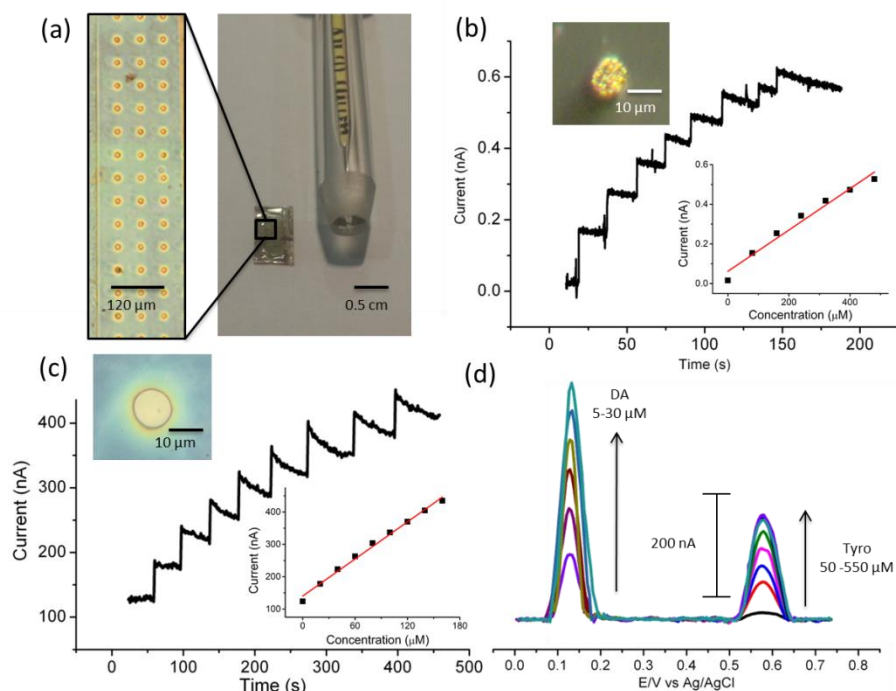 (a)
120 µm
0.5 cm
(b)
10 µm
Current (nA)
0.6
0.4
0.2
0.0
0 50 100 150 200
Time (s)
Current (nA)
0.6
0.4
0.2
0.0
0 200 400
Concentration (µM)
(c)
10 µm
Current (nA)
400
300
200
100
0 100 200 300 400 500
Time (s)
Current (nA)
500
400
300
200
100
0 60 120 180
Concentration (µM)
(d)
DA
5-30 µM
200 nA
Tyro
50 -550 µM
0.0 0.1 0.2 0.3 0.4 0.5 0.6 0.7 0.8
E/V vs Ag/AgCl